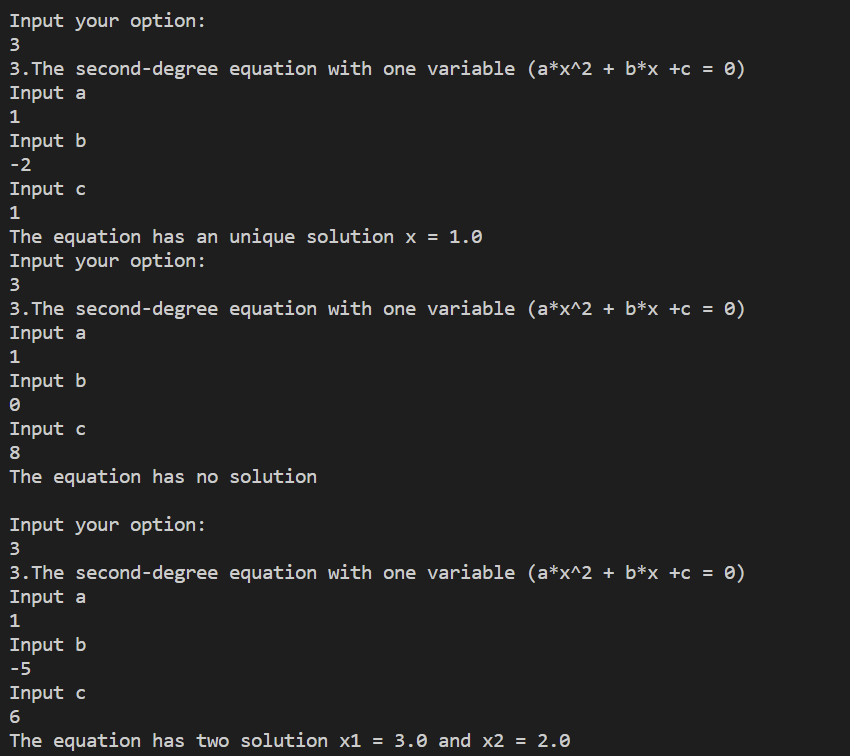 Input your option:
3
3.The second-degree equation with one variable (a*x^2 + b*x +c = 0)
Input a
1
Input b
-2
Input c
1
The equation has an unique solution x = 1.0
Input your option:
3
3.The second-degree equation with one variable (a*x^2 + b*x +c = 0)
Input a
1
Input b
0
Input c
8
The equation has no solution
Input your option:
3
3.The second-degree equation with one variable (a*x^2 + b*x +c = 0)
Input a
1
Input b
-5
Input c
6
The equation has two solution x1 = 3.0 and x2 = 2.0